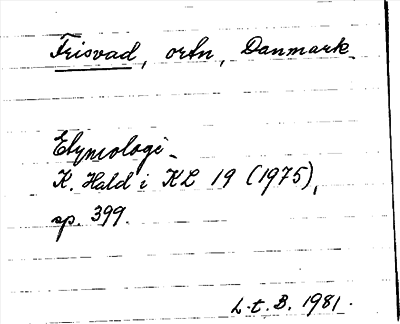 Frisvad, ortn, Danmark
Etymologi
K. Hald i KL 19 (1975),
sp. 399.
L.t.B. 1981.